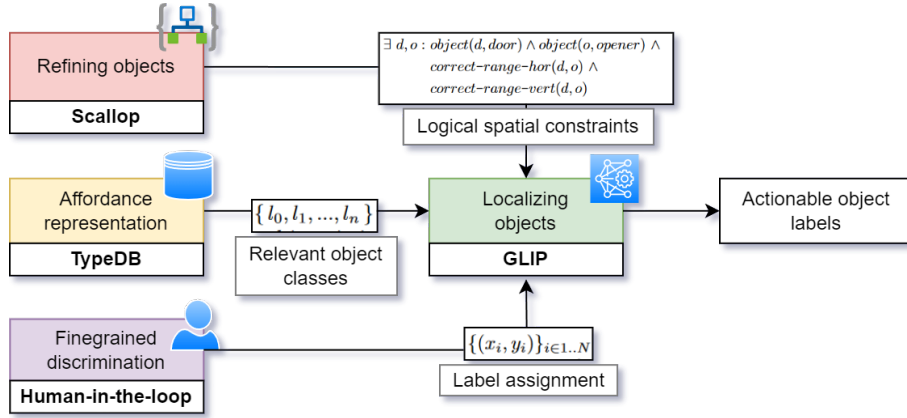 Refining objects
Scallop
∃ d, o : object(d, door) ∧ object(o, opener) ∧
correct-range-hor(d, o) ∧
correct-range-vert(d, o)
Logical spatial constraints
Affordance
representation
TypeDB
{ l₀, l₁, ..., lₙ }
Relevant object
classes
Localizing
objects
GLIP
Actionable object
labels
Finegrained
discrimination
Human-in-the-loop
{(xᵢ, yᵢ)}ᵢ∈₁..N
Label assignment